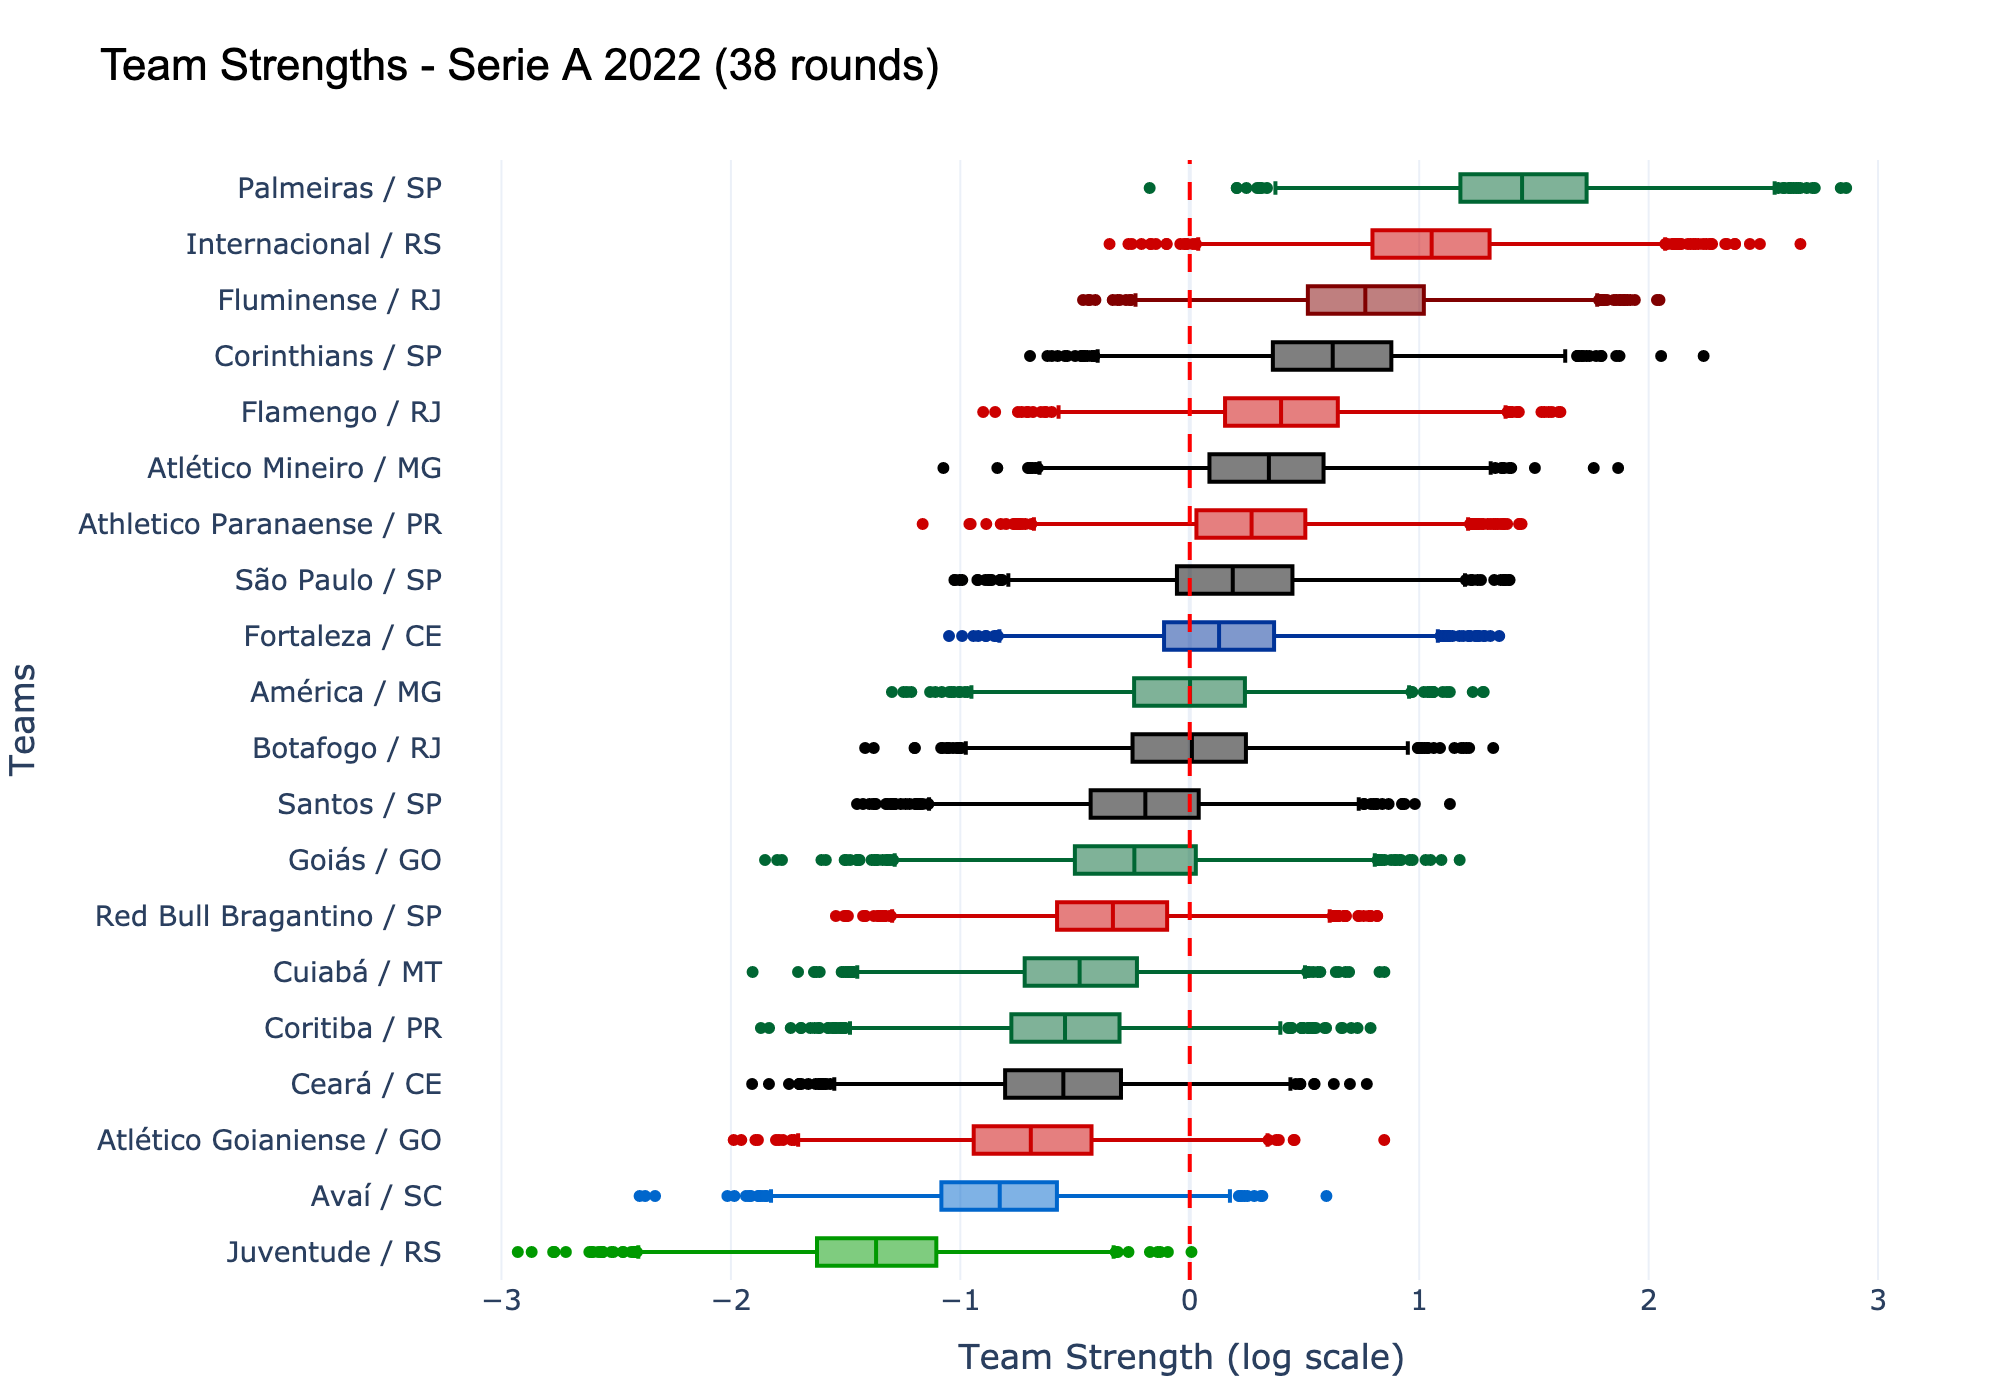 Team Strengths - Serie A 2022 (38 rounds)
Teams
Palmeiras / SP
Internacional / RS
Fluminense / RJ
Corinthians / SP
Flamengo / RJ
Atlético Mineiro / MG
Athletico Paranaense / PR
São Paulo / SP
Fortaleza / CE
América / MG
Botafogo / RJ
Santos / SP
Goiás / GO
Red Bull Bragantino / SP
Cuiabá / MT
Coritiba / PR
Ceará / CE
Atlético Goianiense / GO
Avaí / SC
Juventude / RS
−3 −2 −1 0 1 2 3
Team Strength (log scale)